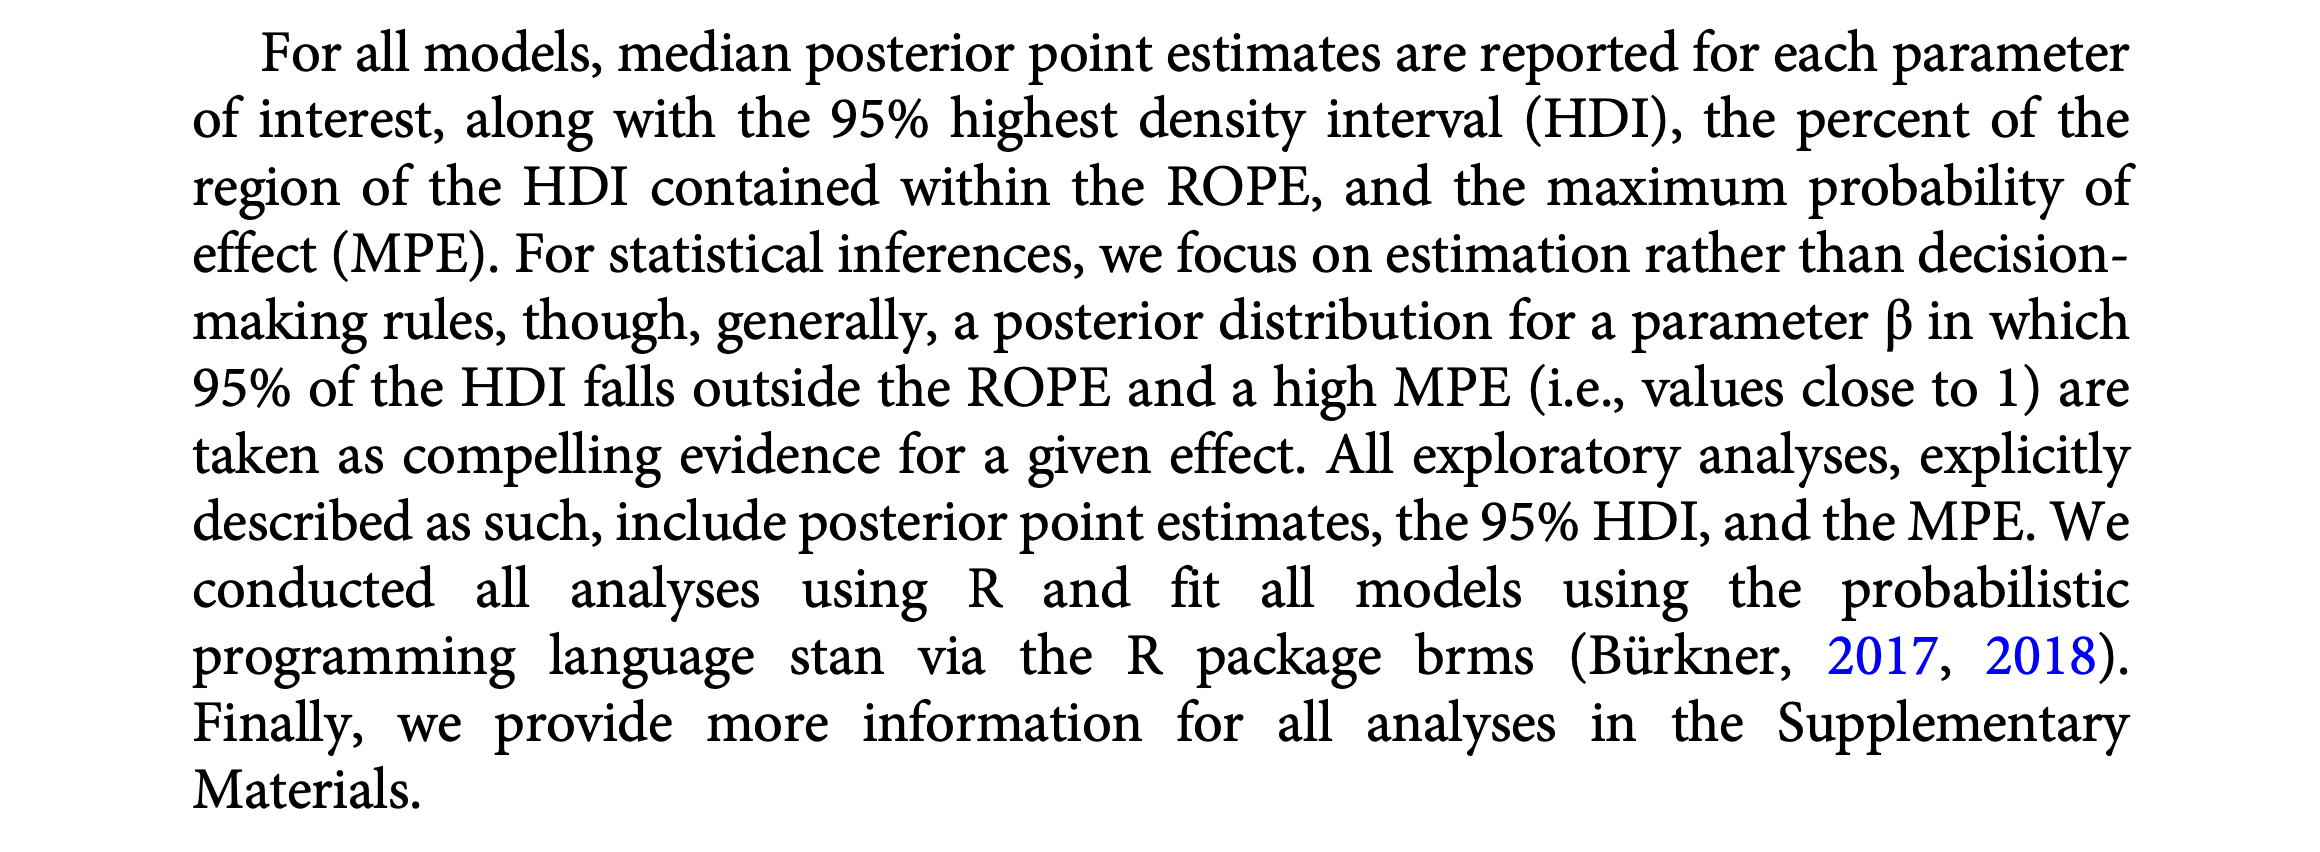 For all models, median posterior point estimates are reported for each parameter
of interest, along with the 95% highest density interval (HDI), the percent of the
region of the HDI contained within the ROPE, and the maximum probability of
effect (MPE). For statistical inferences, we focus on estimation rather than decision-
making rules, though, generally, a posterior distribution for a parameter β in which
95% of the HDI falls outside the ROPE and a high MPE (i.e., values close to 1) are
taken as compelling evidence for a given effect. All exploratory analyses, explicitly
described as such, include posterior point estimates, the 95% HDI, and the MPE. We
conducted all analyses using R and fit all models using the probabilistic
programming language stan via the R package brms (Bürkner, 2017, 2018).
Finally, we provide more information for all analyses in the Supplementary
Materials.